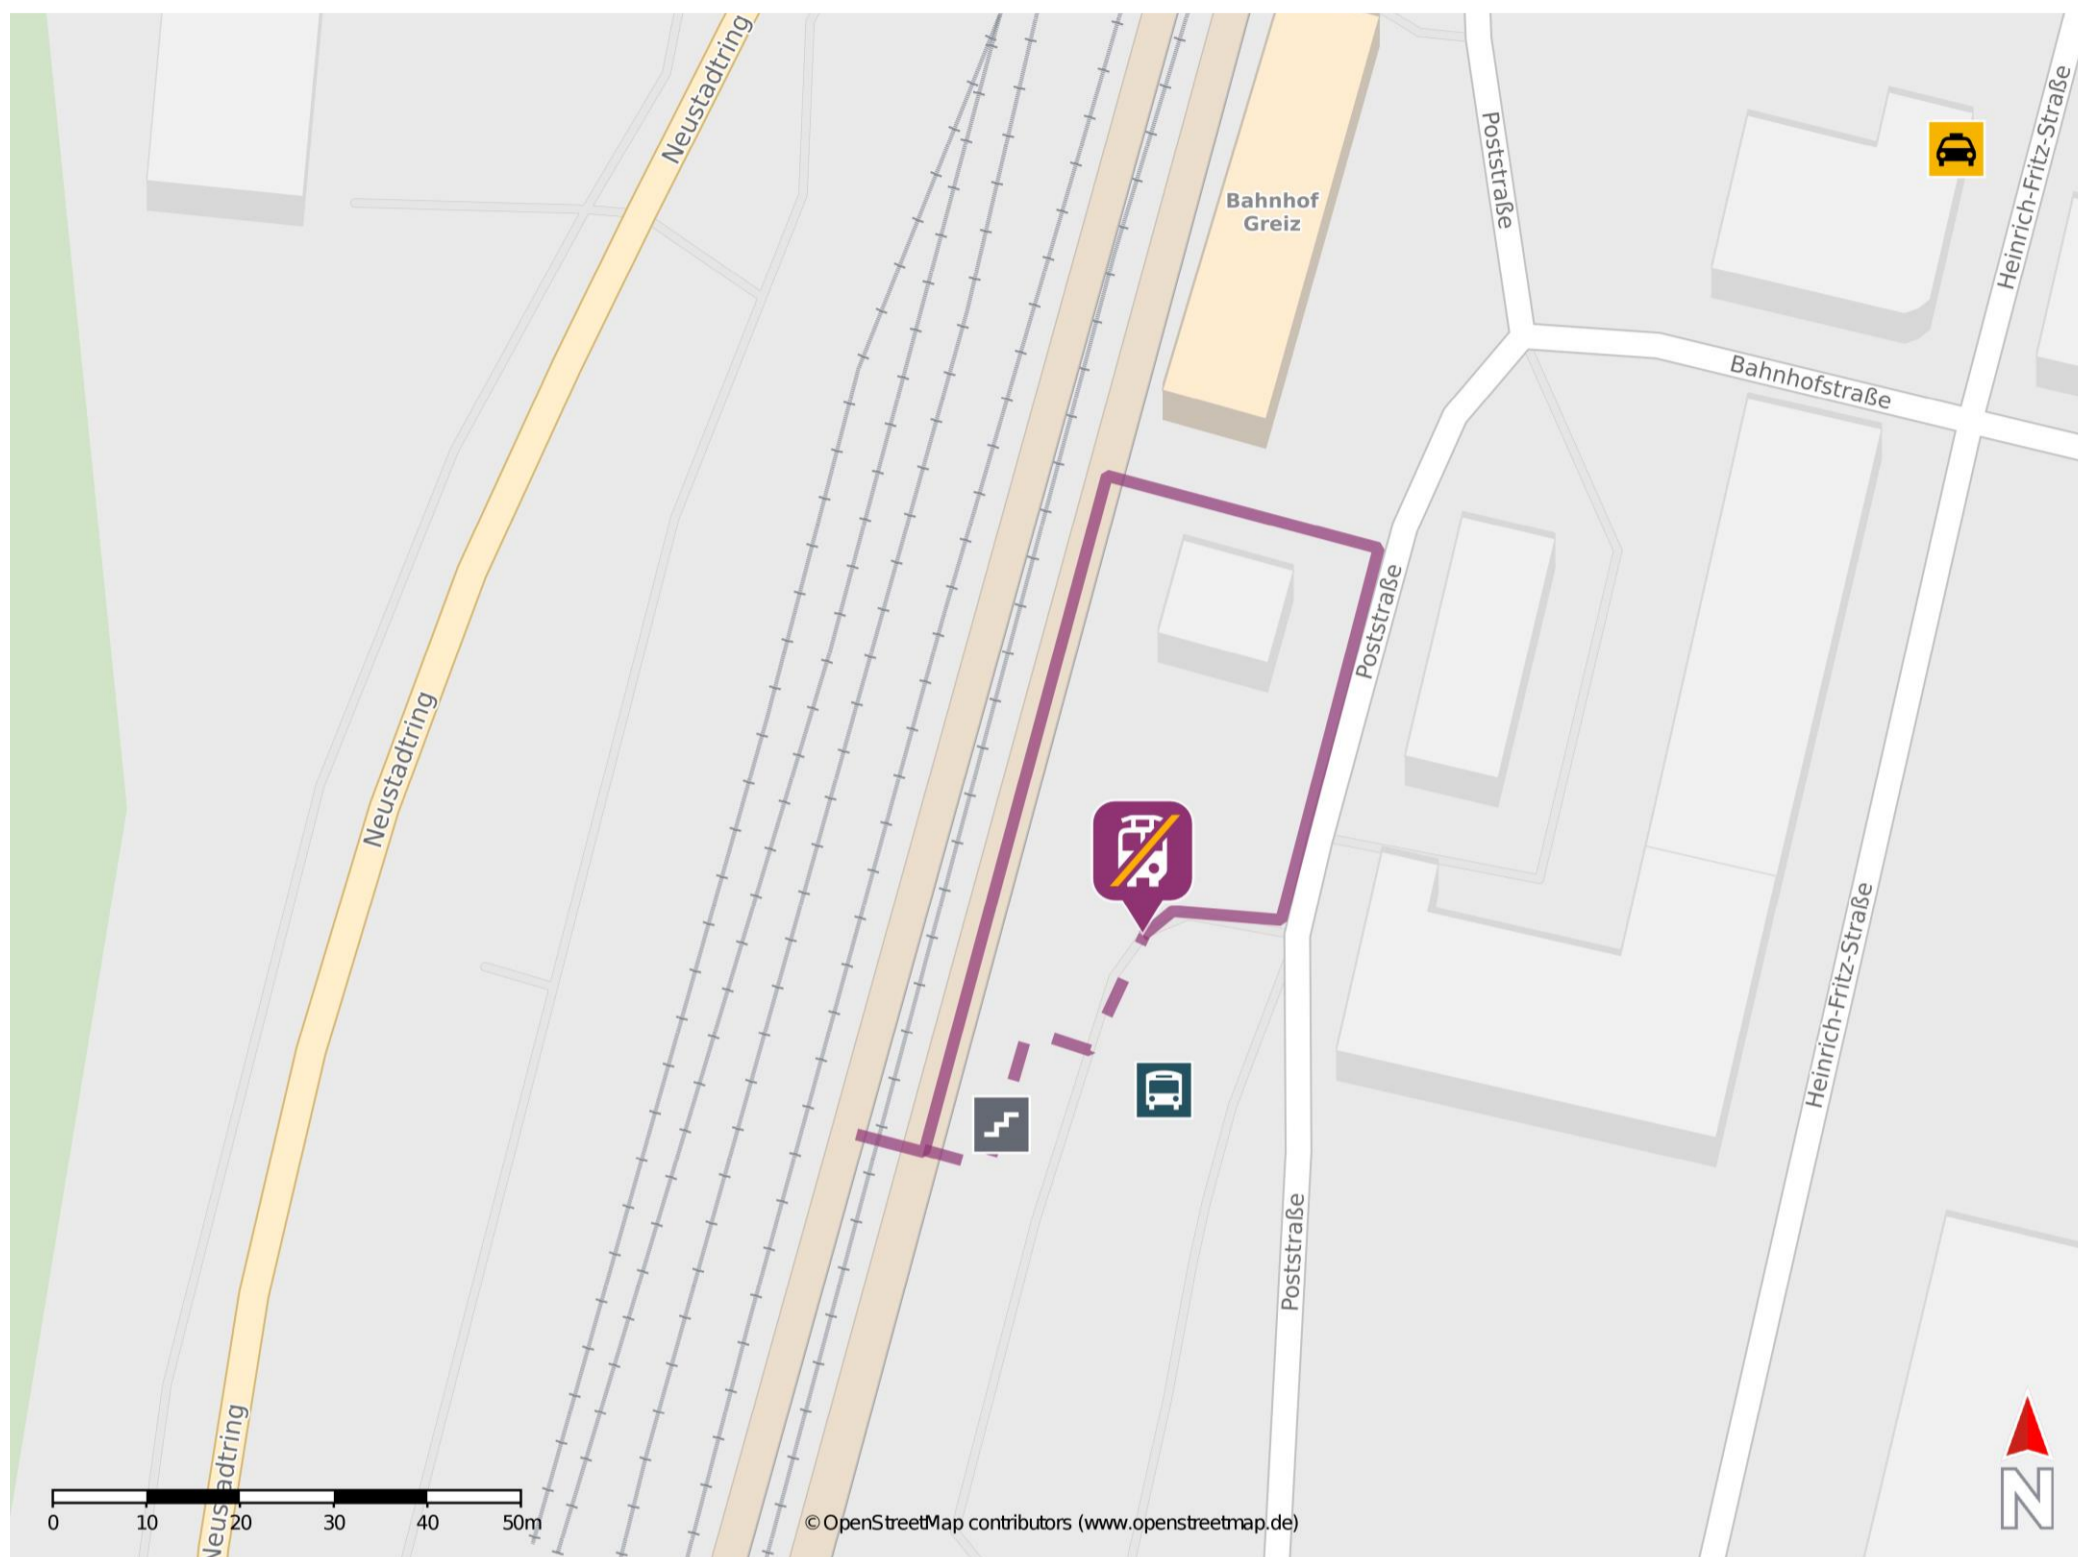 Neustadtring
Poststraße
Heinrich-Fritz-Straße
Bahnhof
Greiz
Bahnhofstraße
Poststraße
Neustadtring
Heinrich-Fritz-Straße
Poststraße
Neustadtring
0 10 20 30 40 50m
© OpenStreetMap contributors (www.openstreetmap.de)
N